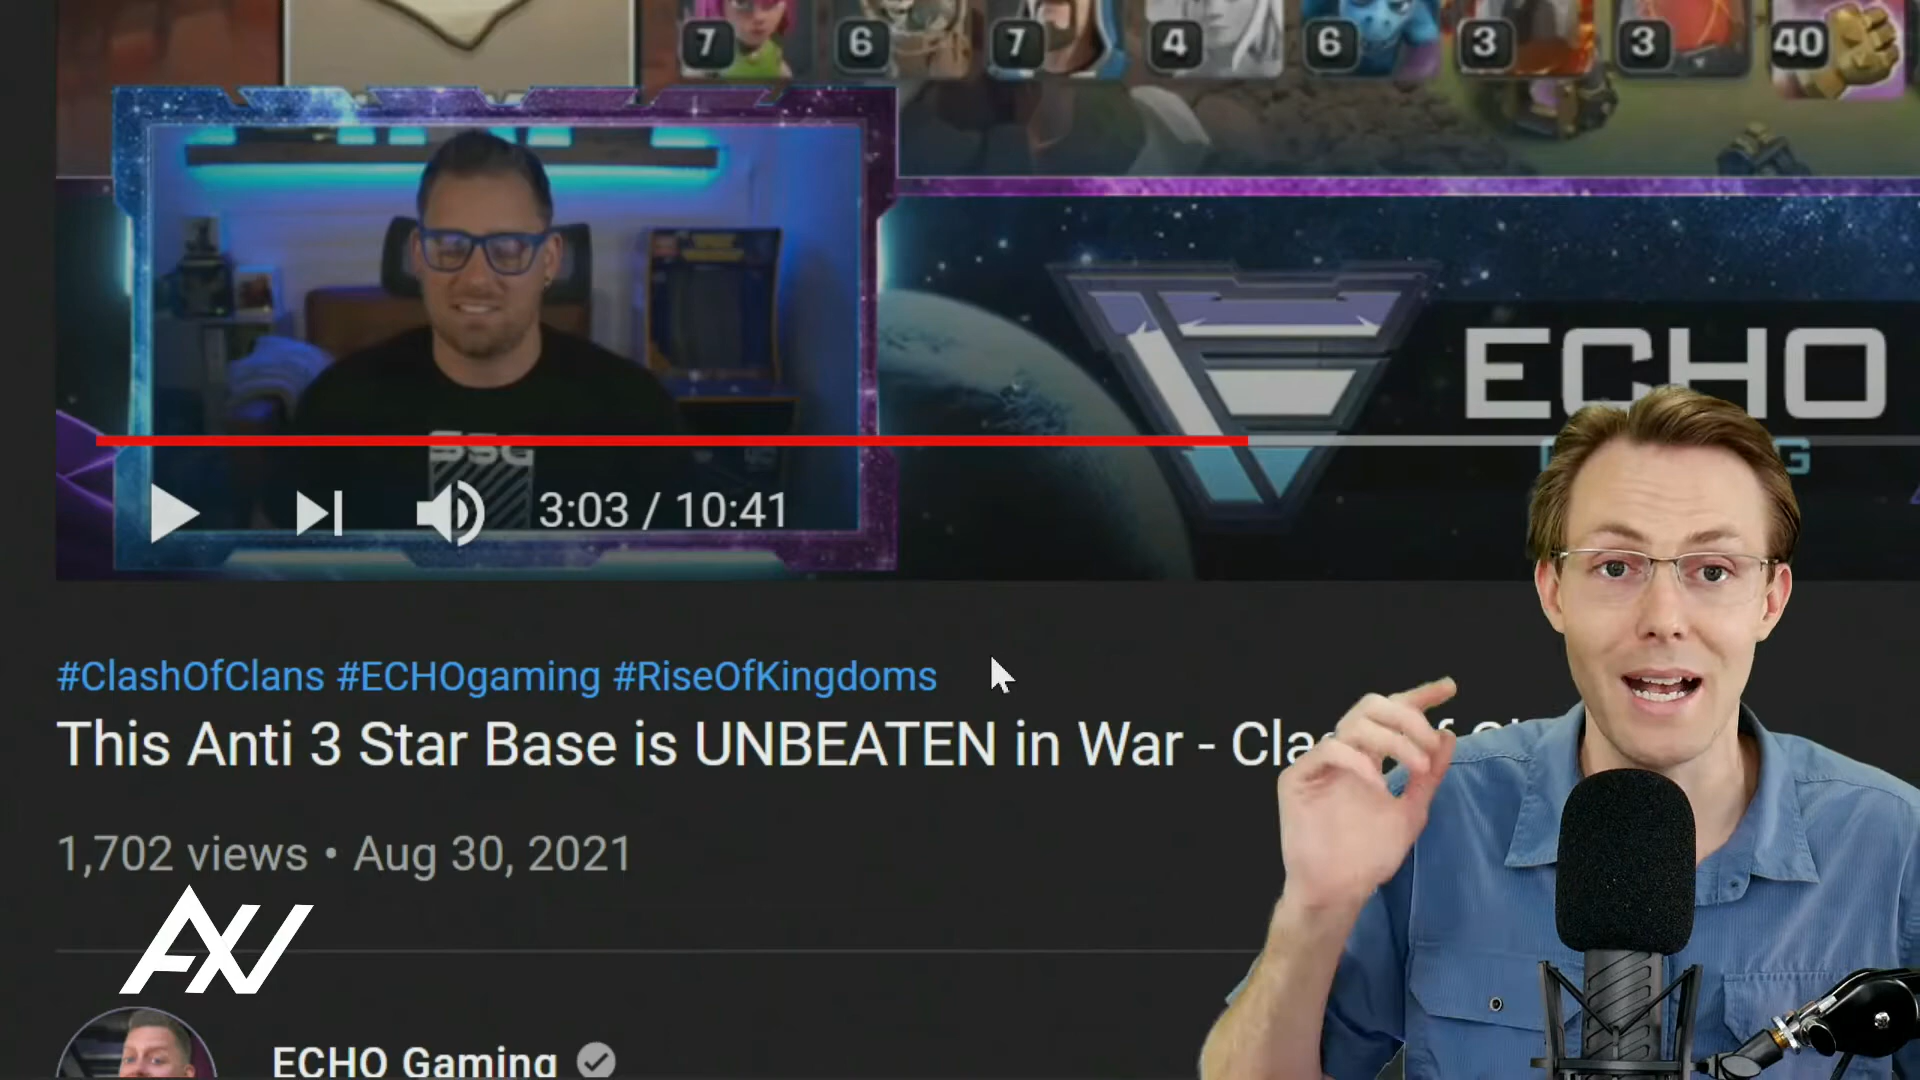 7 6 7 4 6 3 3 40
ECHO
SSG
3:03 / 10:41
#ClashOfClans #ECHOgaming #RiseOfKingdoms
This Anti 3 Star Base is UNBEATEN in War -
1,702 views • Aug 30, 2021
ECHO Gaming